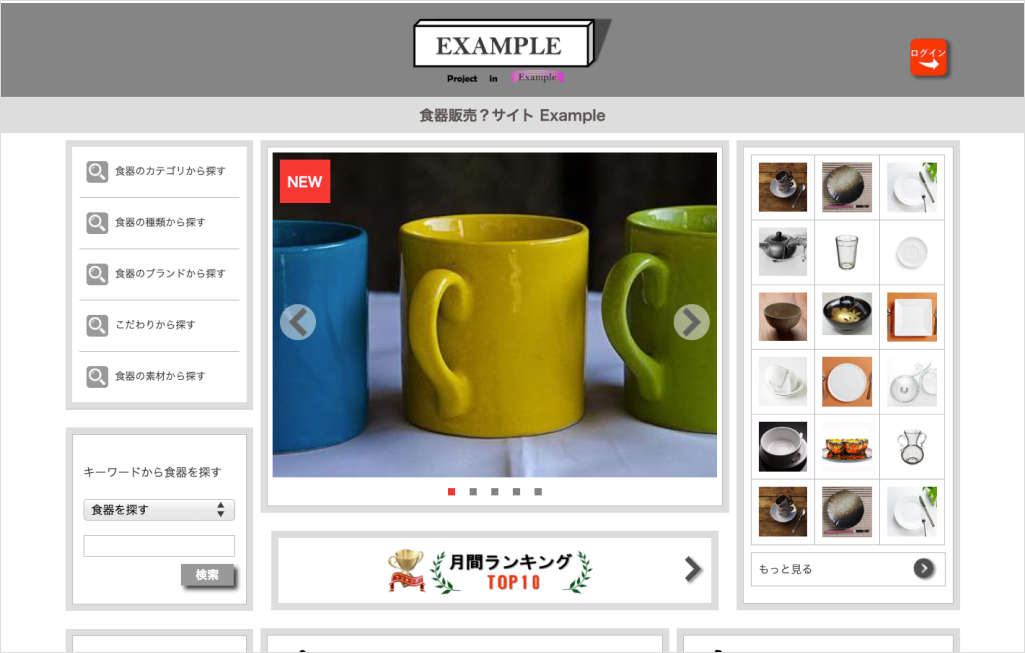 EXAMPLE
Project in Example
ログイン
食器販売？サイト Example
食器のカテゴリから探す
食器の種類から探す
食器のブランドから探す
こだわりから探す
食器の素材から探す
キーワードから食器を探す
食器を探す
検索
NEW
月間ランキング
TOP10
もっと見る